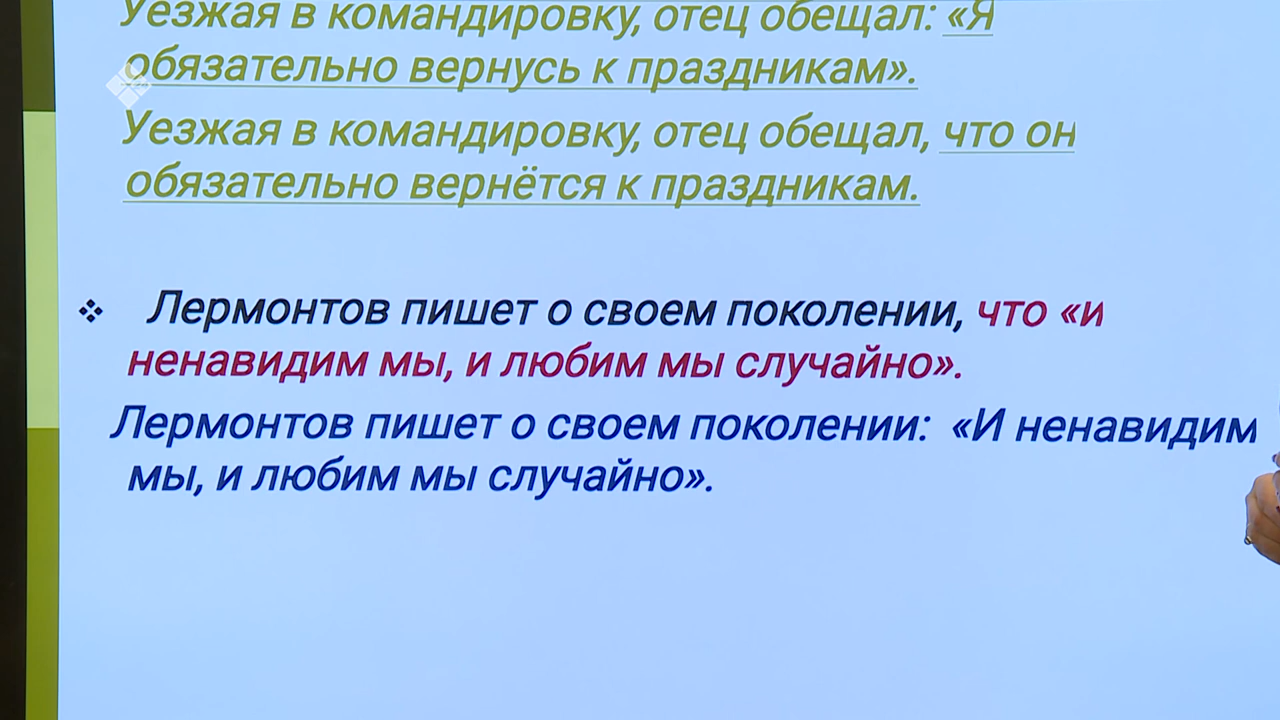 Уезжая в командировку, отец обещал: «Я
обязательно вернусь к праздникам».
Уезжая в командировку, отец обещал, что он
обязательно вернётся к праздникам.
Лермонтов пишет о своем поколении, что «и
ненавидим мы, и любим мы случайно».
Лермонтов пишет о своем поколении: «И ненавидим
мы, и любим мы случайно».